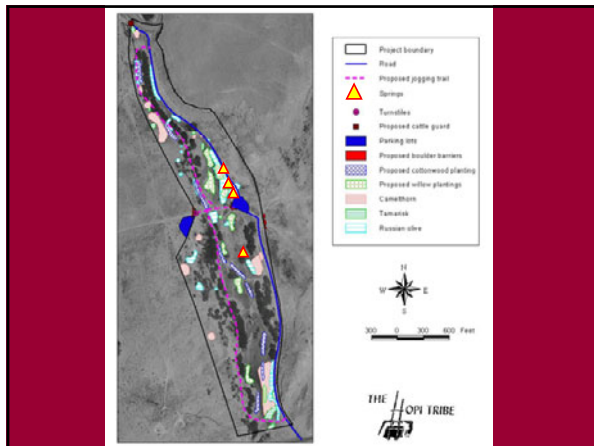 Project boundary
Road
Proposed jogging trail
Springs
Turnstiles
Proposed cattle guard
Parking lots
Proposed boulder barriers
Proposed cottonwood planting
Proposed willow plantings
Camelthorn
Tamarisk
Russian olive
N
W E
S
300 0 300 600 Feet
THE
OPI TRIBE